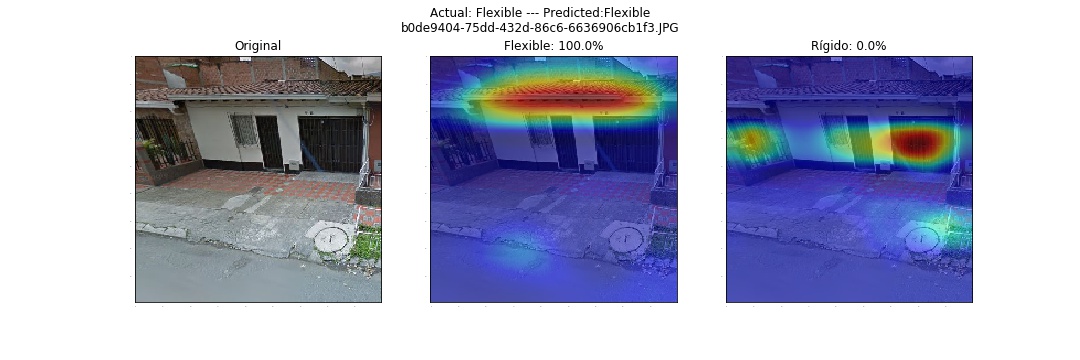 Actual: Flexible --- Predicted:Flexible
b0de9404-75dd-432d-86c6-6636906cb1f3.JPG
Original
Flexible: 100.0%
Rígido: 0.0%